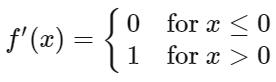 f'(x) = { 0 for x ≤ 0
1 for x > 0